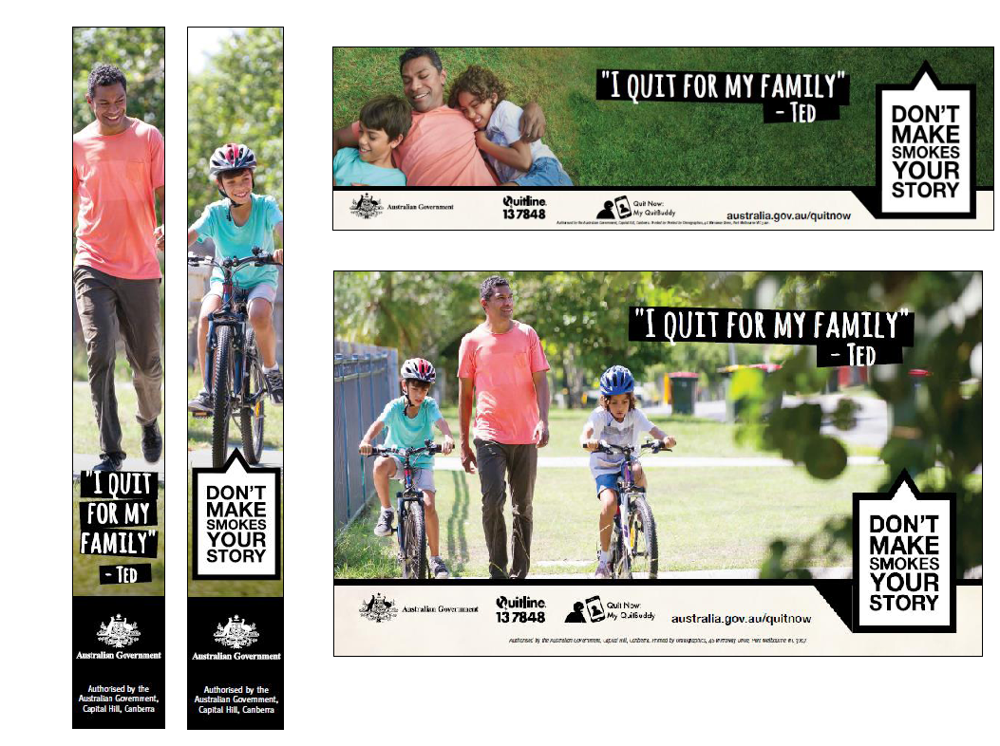 "I QUIT
FOR MY
FAMILY"
- TED
Australian Government
Authorised by the
Australian Government,
Capital Hill, Canberra
DON'T
MAKE
SMOKES
YOUR
STORY
Australian Government
Authorised by the
Australian Government,
Capital Hill, Canberra
"I QUIT FOR MY FAMILY"
- TED
DON'T
MAKE
SMOKES
YOUR
STORY
Australian Government
Quitline.
13 7848
Quit Now:
My QuitBuddy
australia.gov.au/quitnow
Authorised by the Australian Government, Capital Hill, Canberra. Printed by
"I QUIT FOR MY FAMILY"
- TED
DON'T
MAKE
SMOKES
YOUR
STORY
Australian Government
Quitline.
13 7848
Quit Now:
My QuitBuddy
australia.gov.au/quitnow
Authorised by the Australian Government, Capital Hill, Canberra. Printed by